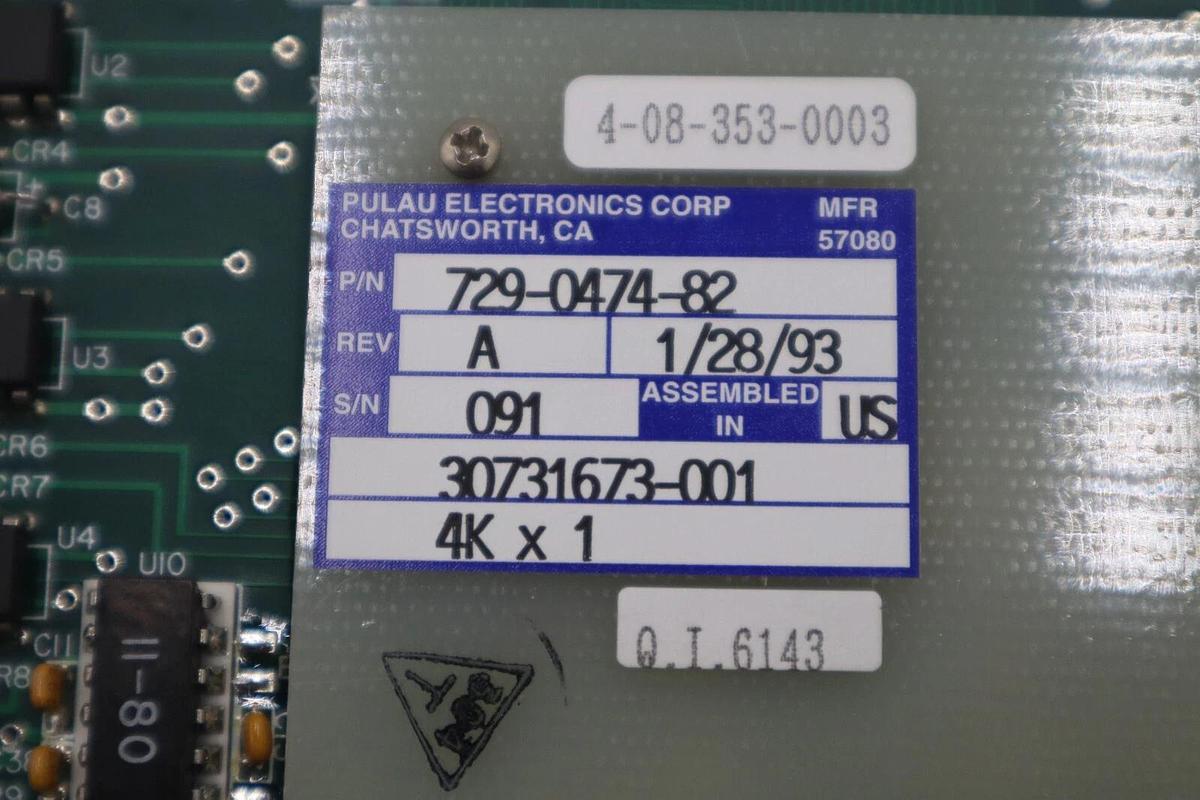 4-08-353-0003
PULAU ELECTRONICS CORP
CHATSWORTH, CA
MFR
57080
P/N 729-0474-82
REV A 1/28/93
S/N 091 ASSEMBLED IN US
30731673-001
4K x 1
Q.I.6143
U2
CR4
C8
CR5
U3
CR6
CR7
U4
U10
C11
R8
11-80